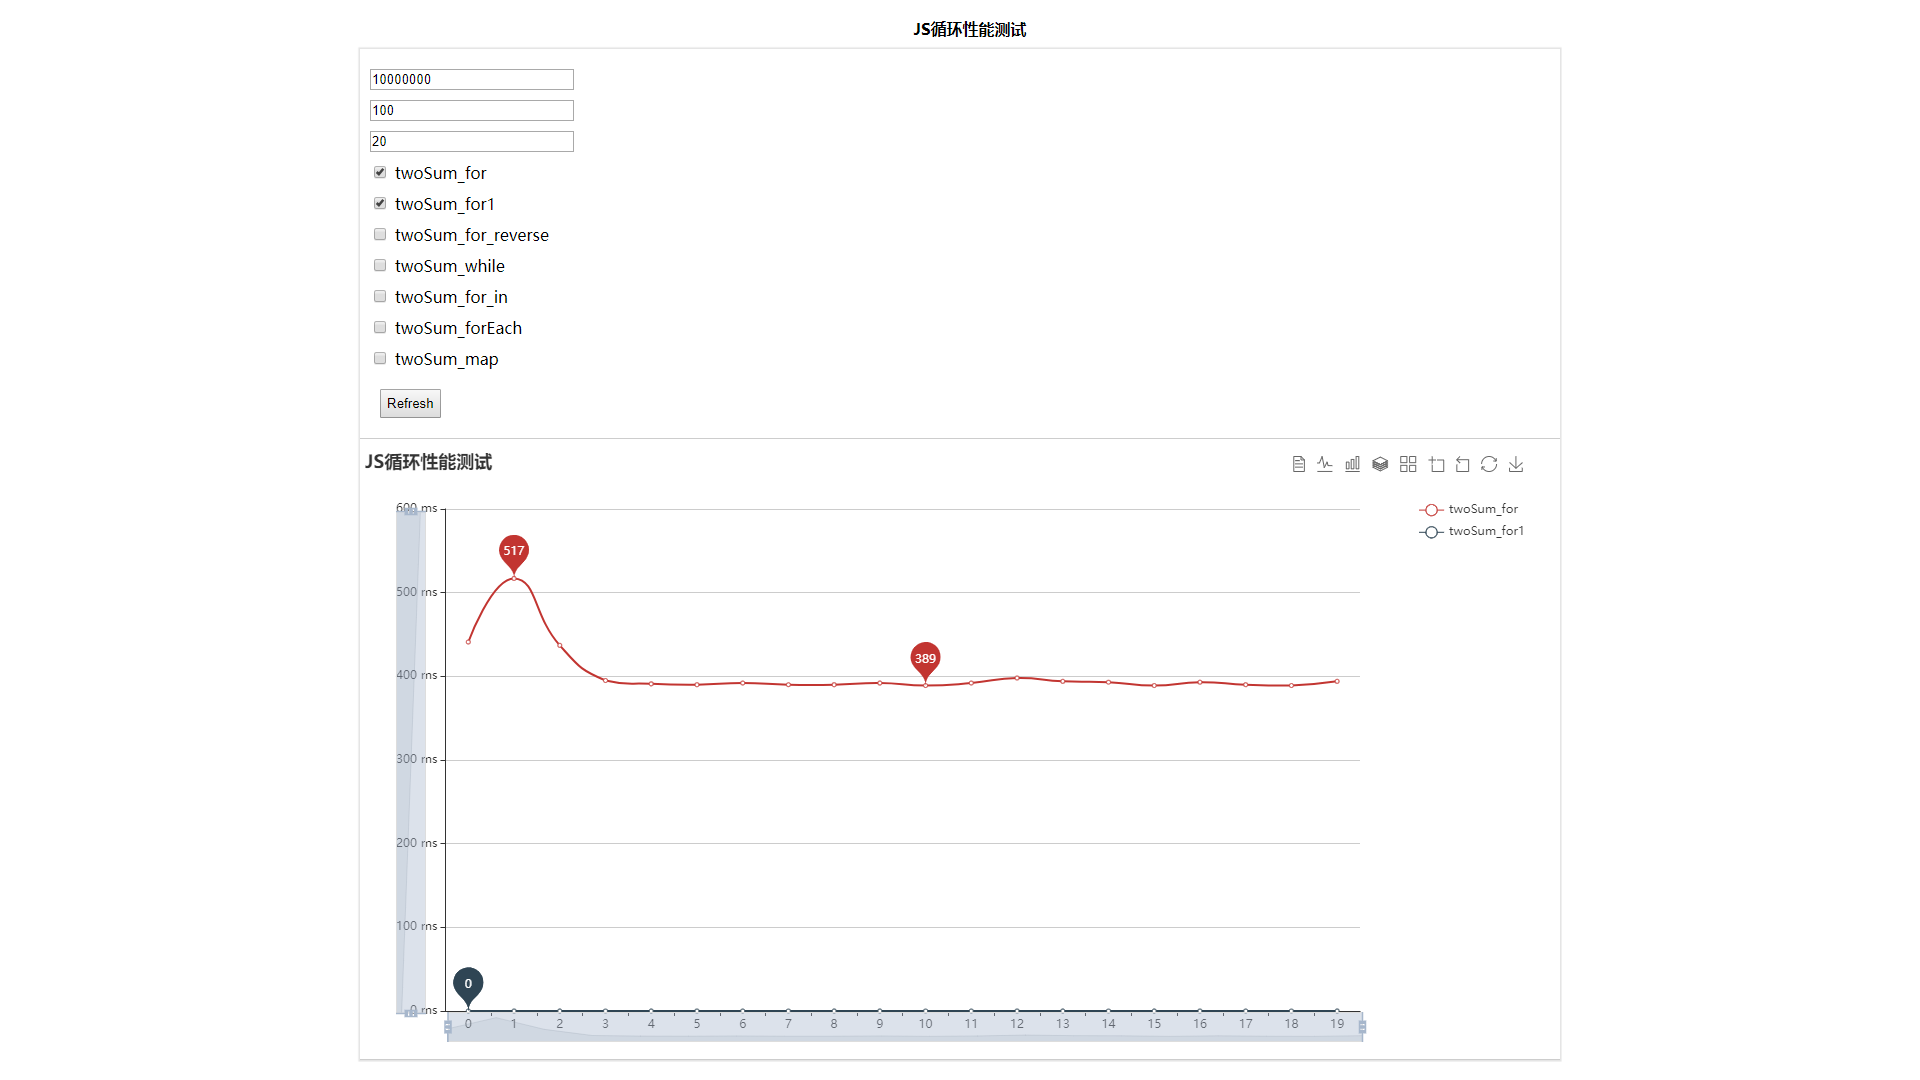 JS循环性能测试
10000000
100
20
twoSum_for
twoSum_for1
twoSum_for_reverse
twoSum_while
twoSum_for_in
twoSum_forEach
twoSum_map
Refresh
JS循环性能测试
twoSum_for
twoSum_for1
600 ms
517
500 ms
389
400 ms
300 ms
200 ms
100 ms
0
0 ms
0 1 2 3 4 5 6 7 8 9 10 11 12 13 14 15 16 17 18 19